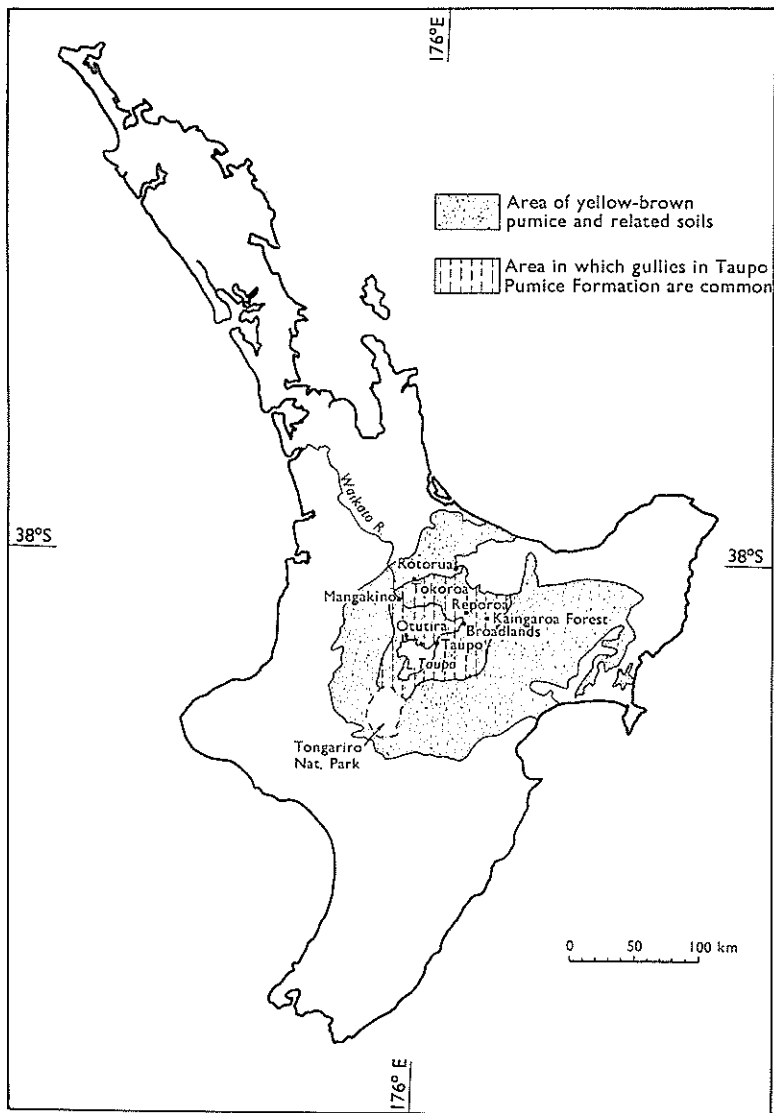 176°E
Area of yellow-brown
pumice and related soils
Area in which gullies in Taupo
Pumice Formation are common
Waikato R.
38°S
38°S
Rotorua
Tokoroa
Mangakino
Reporoa
Kaingaroa Forest
Otutira
Broadlands
Taupo
Taupo
Tongariro
Nat. Park
0 50 100 km
176° E